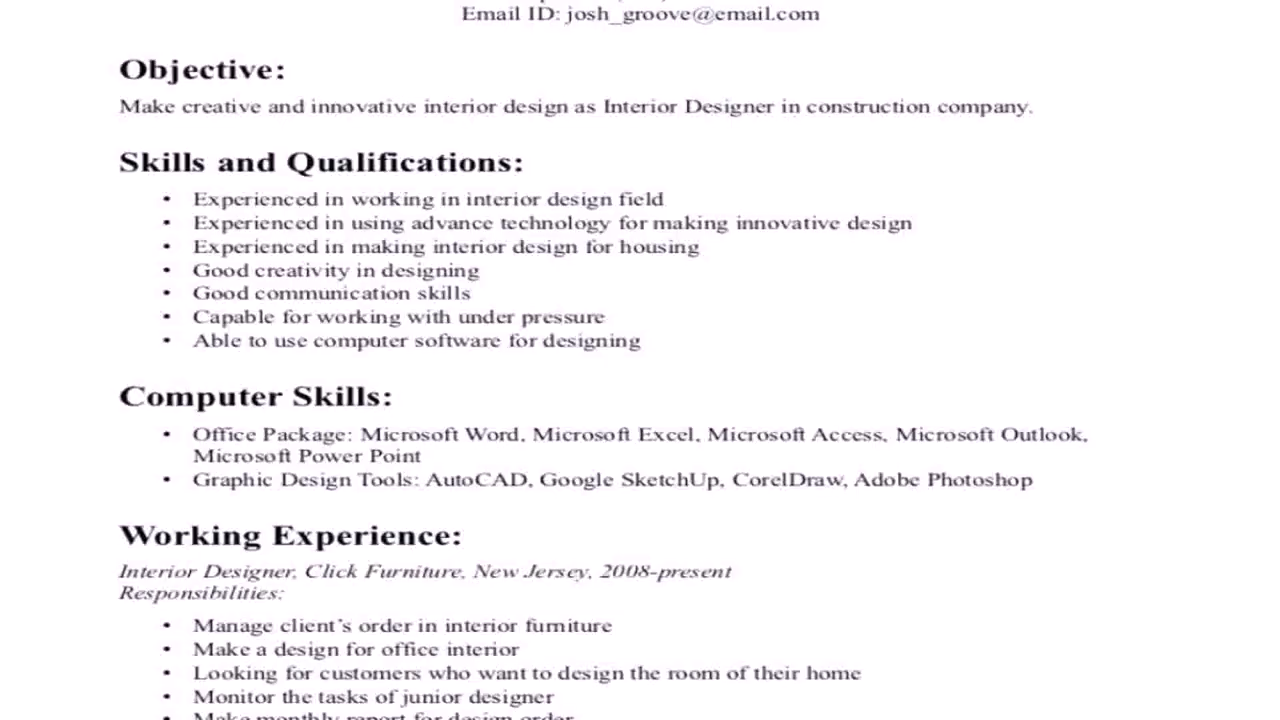 Email ID: josh_groove@email.com
Objective:
Make creative and innovative interior design as Interior Designer in construction company.
Skills and Qualifications:
• Experienced in working in interior design field
• Experienced in using advance technology for making innovative design
• Experienced in making interior design for housing
• Good creativity in designing
• Good communication skills
• Capable for working with under pressure
• Able to use computer software for designing
Computer Skills:
• Office Package: Microsoft Word, Microsoft Excel, Microsoft Access, Microsoft Outlook,
Microsoft Power Point
• Graphic Design Tools: AutoCAD, Google SketchUp, CorelDraw, Adobe Photoshop
Working Experience:
Interior Designer, Click Furniture, New Jersey, 2008-present
Responsibilities:
• Manage client's order in interior furniture
• Make a design for office interior
• Looking for customers who want to design the room of their home
• Monitor the tasks of junior designer
• Make monthly report for design order